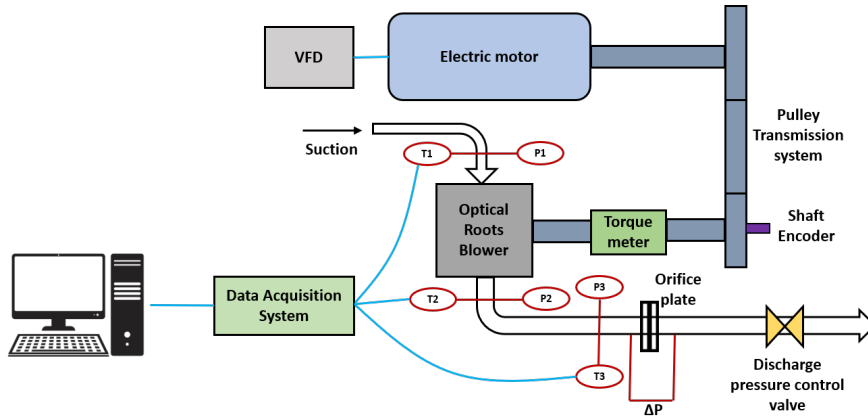 VFD
Electric motor
Suction
T1
P1
Pulley
Transmission
system
Optical
Roots
Blower
Torque
meter
Shaft
Encoder
Data Acquisition
System
T2
P2
P3
Orifice
plate
T3
Discharge
pressure control
valve
ΔP